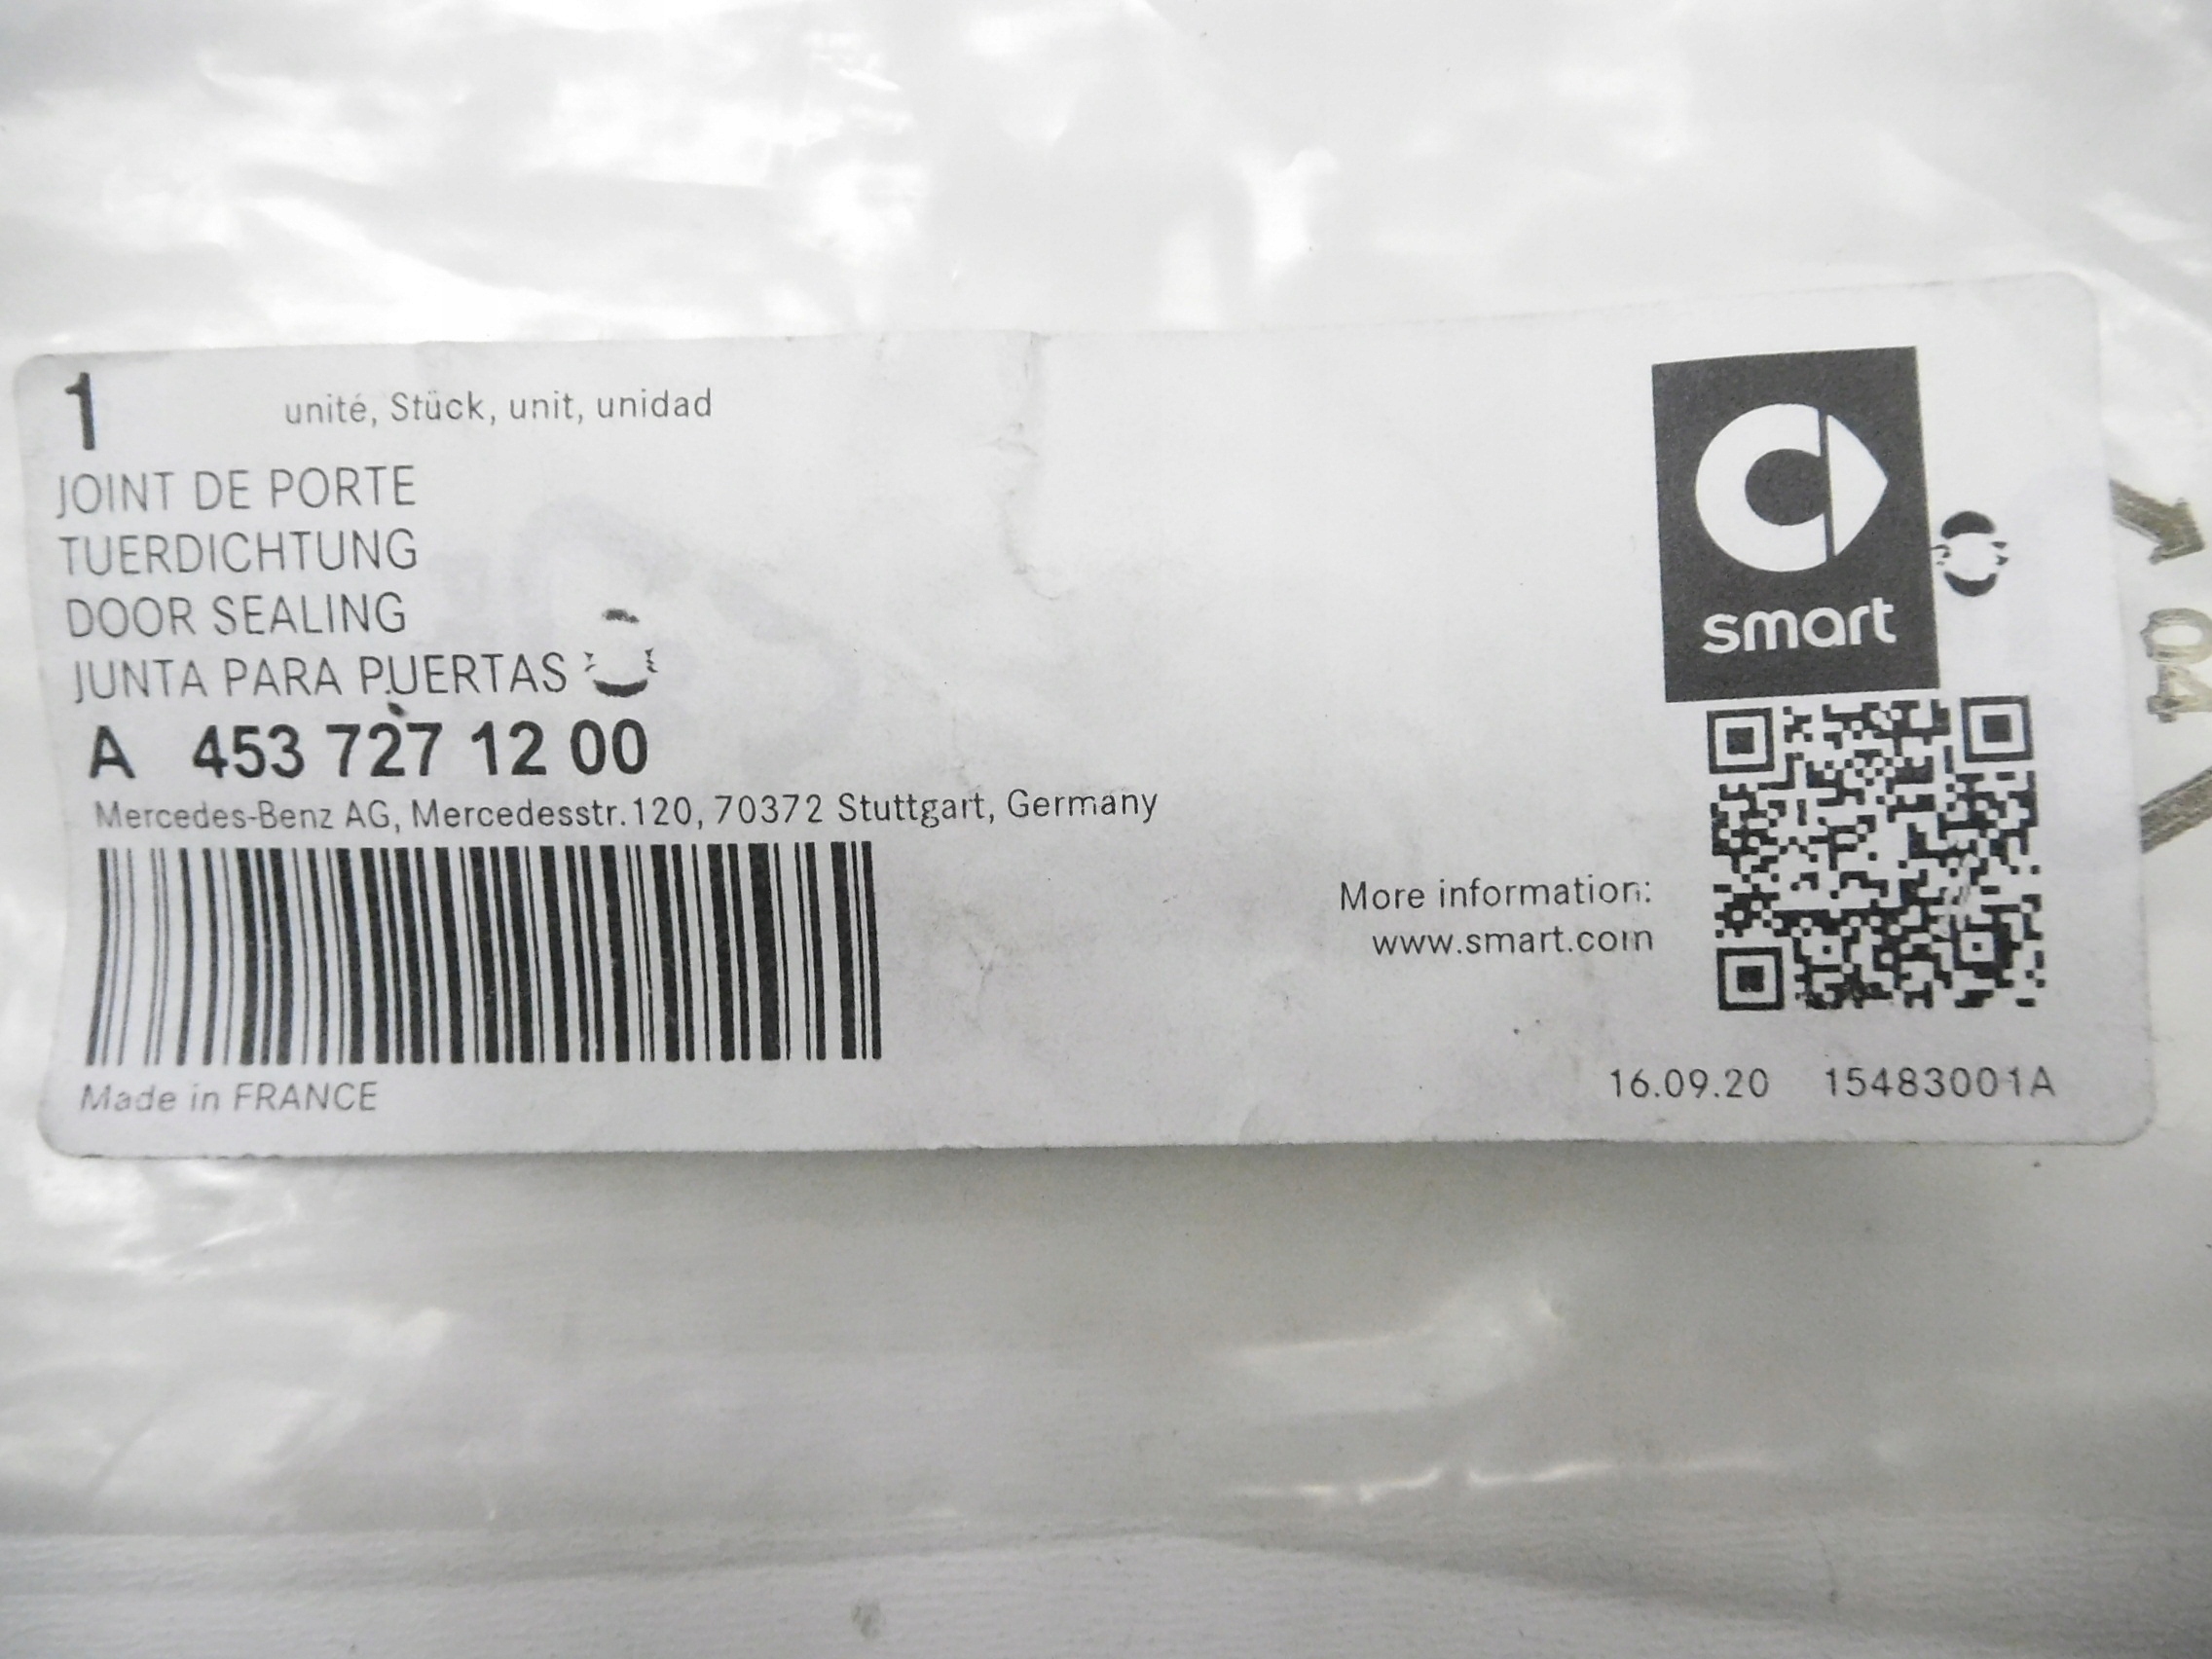 1 unité, Stück, unit, unidad
JOINT DE PORTE
TUERDICHTUNG
DOOR SEALING
JUNTA PARA PUERTAS
A 453 727 12 00
Mercedes-Benz AG, Mercedesstr.120, 70372 Stuttgart, Germany
Made in FRANCE
smart
More information:
www.smart.com
16.09.20 15483001A
04